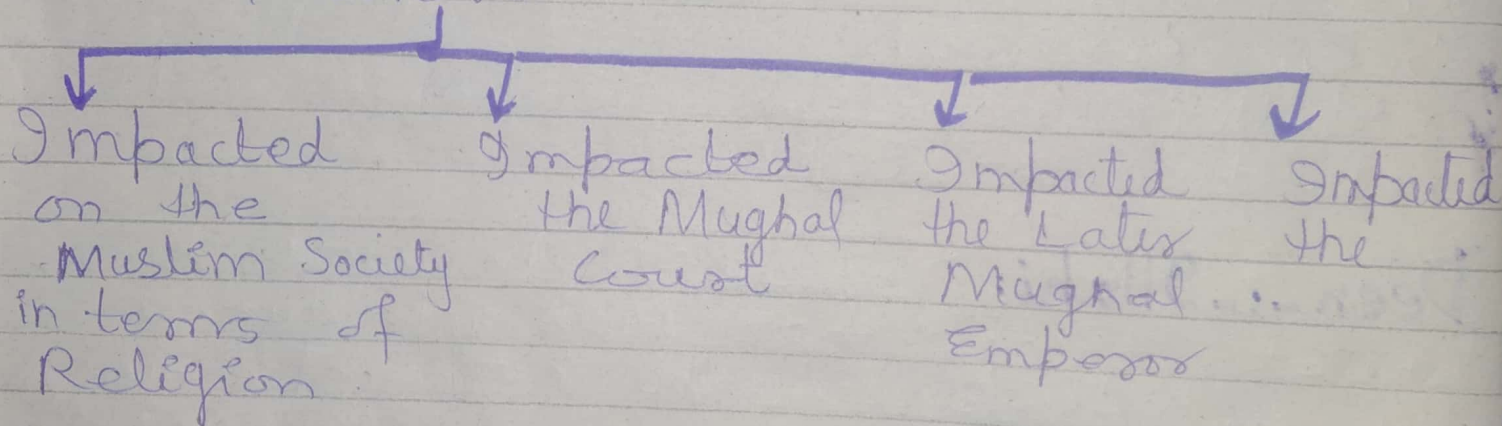 Impacted
on the
Muslim Society
in terms of
Religion
Impacted
the Mughal
Court
Impacted
the Later
Mughal
Emperor
Impacted
the